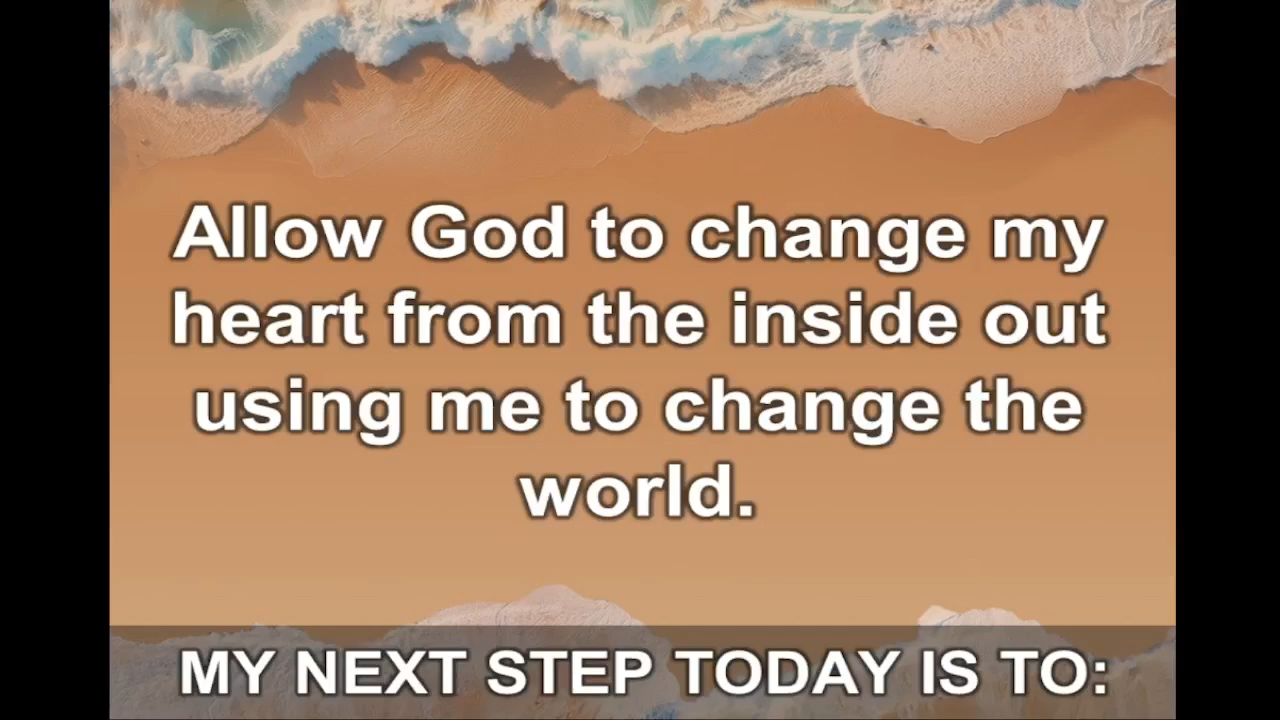 Allow God to change my
heart from the inside out
using me to change the
world.
MY NEXT STEP TODAY IS TO: